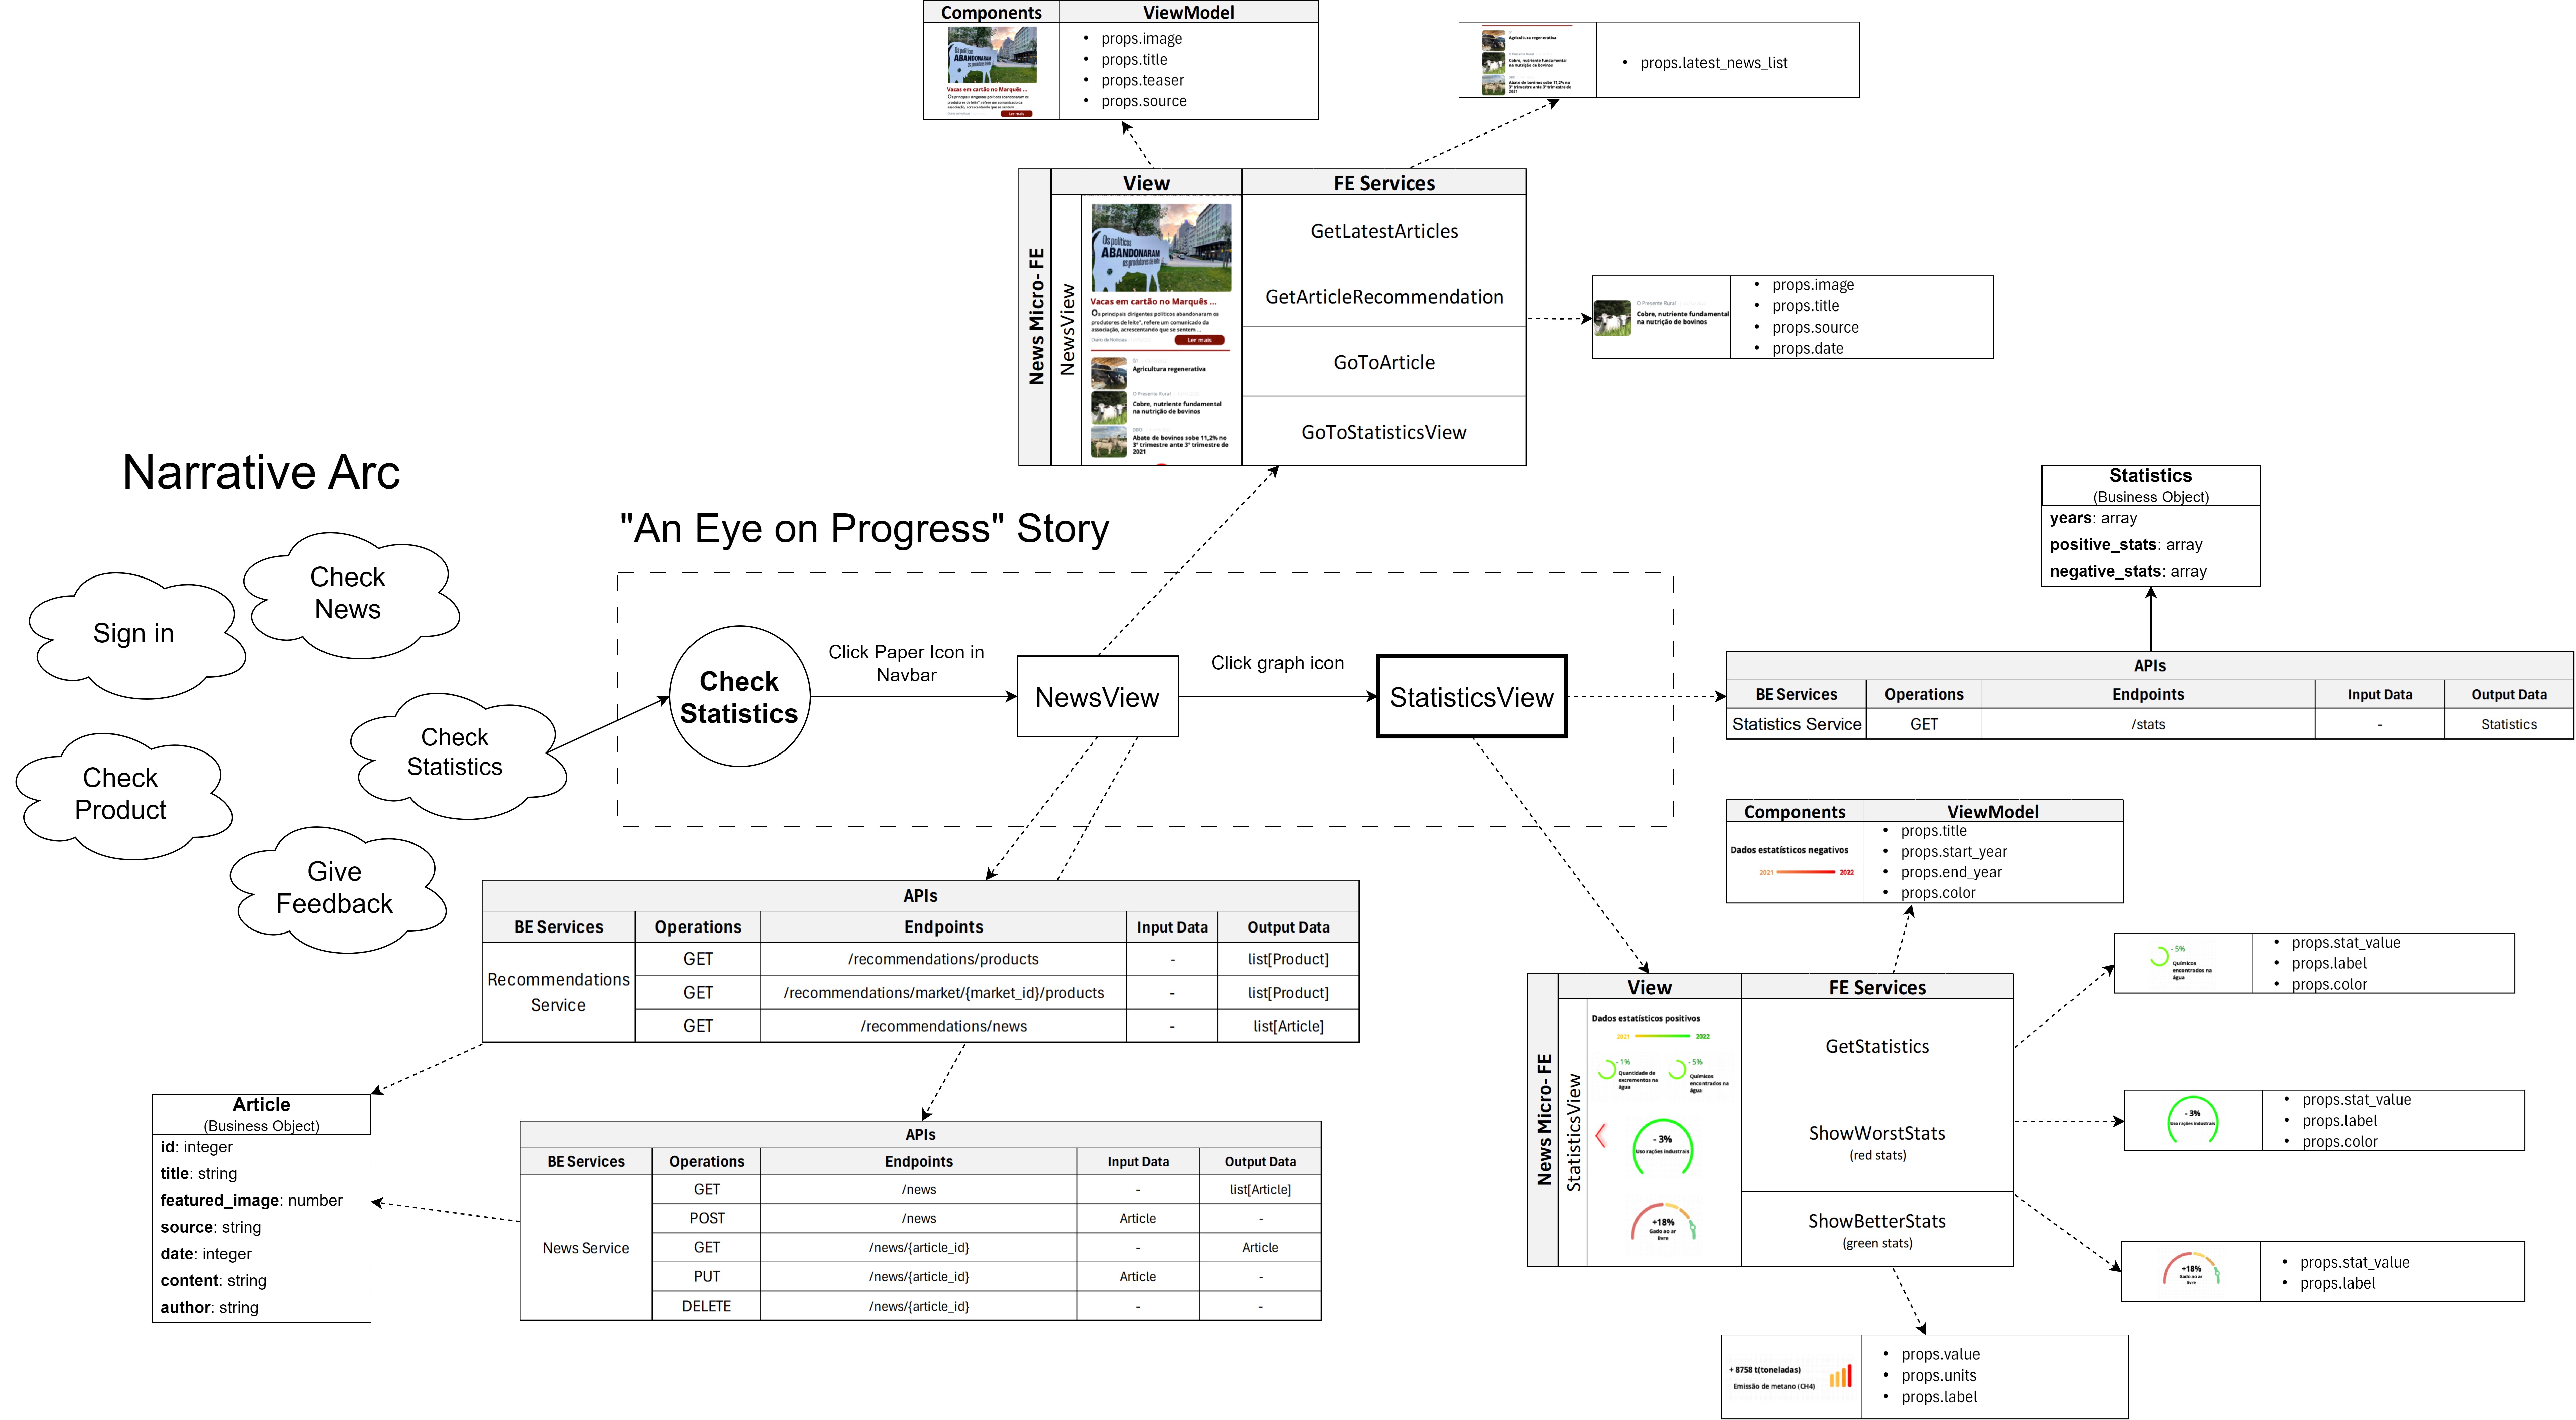 Components
ViewModel
Os políticos
ABANDONARAM
os produtores de leite
Vacas em cartão no Marquês ...
Os principais dirigentes políticos abandonaram os
produtores de leite", refere um comunicado da
associação, acrescentando que se sentem ...
Diário de Notícias
Ler mais
• props.image
• props.title
• props.teaser
• props.source
Agricultura regenerativa
O Presente Rural
Cobre, nutriente fundamental
na nutrição de bovinos
DBO
Abate de bovinos sobe 11,2% no
3º trimestre ante 3º trimestre de
2021
• props.latest_news_list
View
FE Services
News Micro- FE
NewsView
Os políticos
ABANDONARAM
os produtores de leite
Vacas em cartão no Marquês ...
Os principais dirigentes políticos abandonaram os
produtores de leite", refere um comunicado da
associação, acrescentando que se sentem ...
Diário de Notícias
Ler mais
G1
Agricultura regenerativa
O Presente Rural
Cobre, nutriente fundamental
na nutrição de bovinos
DBO
Abate de bovinos sobe 11,2% no
3º trimestre ante 3º trimestre de
2021
GetLatestArticles
GetArticleRecommendation
GoToArticle
GoToStatisticsView
O Presente Rural
Cobre, nutriente fundamental
na nutrição de bovinos
• props.image
• props.title
• props.source
• props.date
Narrative Arc
Sign in
Check
News
Check
Statistics
Check
Product
Give
Feedback
"An Eye on Progress" Story
Check
Statistics
Click Paper Icon in
Navbar
NewsView
Click graph icon
StatisticsView
Statistics
(Business Object)
years: array
positive_stats: array
negative_stats: array
APIs
BE Services Operations Endpoints Input Data Output Data
Statistics Service GET /stats - Statistics
Components
ViewModel
Dados estatísticos negativos
2021 2022
• props.title
• props.start_year
• props.end_year
• props.color
APIs
BE Services Operations Endpoints Input Data Output Data
Recommendations
Service
GET /recommendations/products - list[Product]
GET /recommendations/market/{market_id}/products - list[Product]
GET /recommendations/news - list[Article]
Article
(Business Object)
id: integer
title: string
featured_image: number
source: string
date: integer
content: string
author: string
APIs
BE Services Operations Endpoints Input Data Output Data
News Service
GET /news - list[Article]
POST /news Article -
GET /news/{article_id} - Article
PUT /news/{article_id} Article -
DELETE /news/{article_id} - -
View
FE Services
News Micro- FE
StatisticsView
Dados estatísticos positivos
2021 2022
- 1%
Quantidade de
excrementos na
água
- 5%
Químicos
encontrados na
água
- 3%
Uso rações industriais
+18%
Gado ao ar
livre
GetStatistics
ShowWorstStats
(red stats)
ShowBetterStats
(green stats)
- 5%
Químicos
encontrados na
água
• props.stat_value
• props.label
• props.color
- 3%
Uso rações industriais
• props.stat_value
• props.label
• props.color
+18%
Gado ao ar
livre
• props.stat_value
• props.label
+ 8758 t(toneladas)
Emissão de metano (CH4)
• props.value
• props.units
• props.label